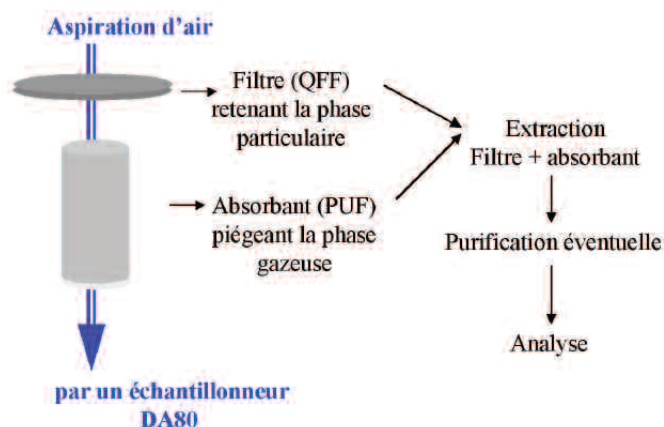 Aspiration d'air
Filtre (QFF)
retenant la phase
particulaire
Absorbant (PUF)
piégeant la phase
gazeuse
Extraction
Filtre + absorbant
Purification éventuelle
Analyse
par un échantillonneur
DA80